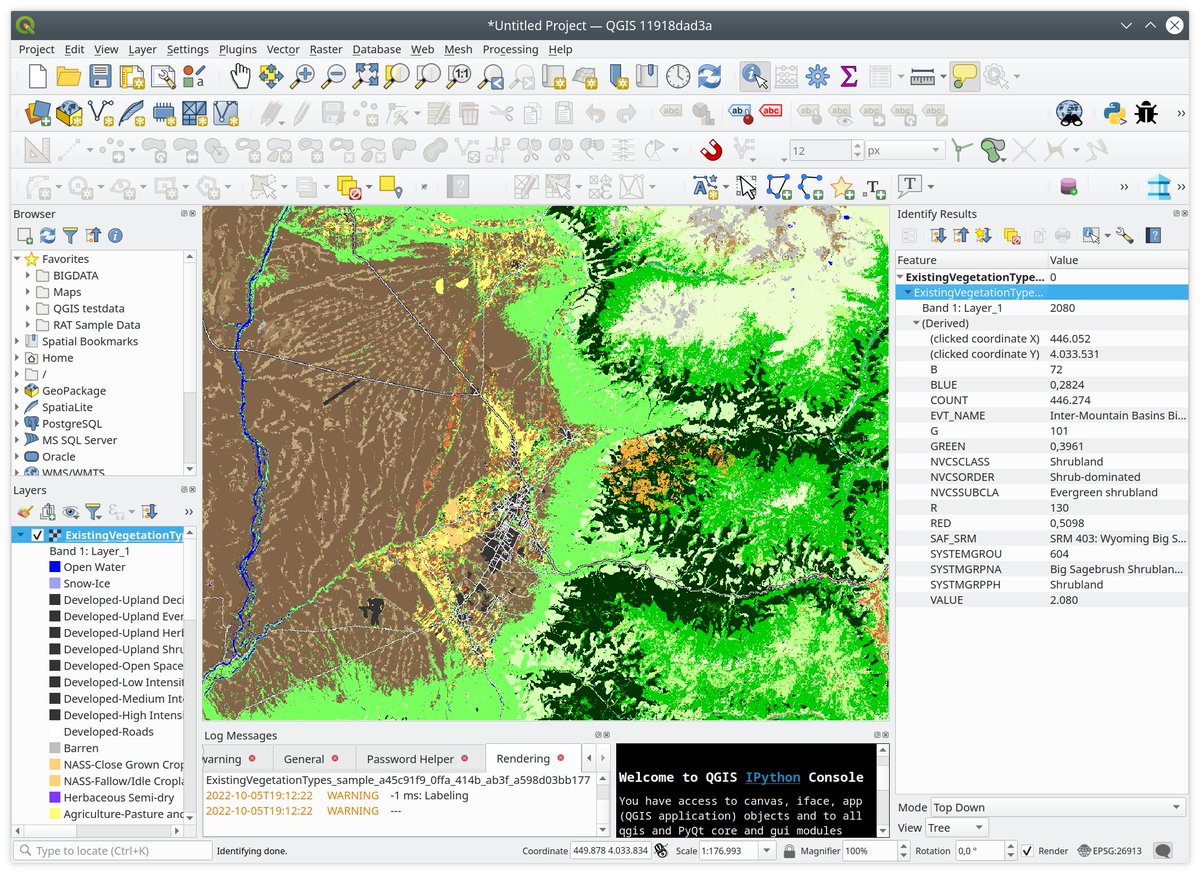 *Untitled Project — QGIS 11918dad3a
Project Edit View Layer Settings Plugins Vector Raster Database Web Mesh Processing Help
1:1
abc
ab
abc
12 px
Browser
Favorites
BIGDATA
Maps
QGIS testdata
RAT Sample Data
Spatial Bookmarks
Home
/
GeoPackage
SpatiaLite
PostgreSQL
MS SQL Server
Oracle
WMS/WMTS
Layers
ExistingVegetationTy
Band 1: Layer_1
Open Water
Snow-Ice
Developed-Upland Deci
Developed-Upland Ever
Developed-Upland Herl
Developed-Upland Shru
Developed-Open Space
Developed-Low Intensit
Developed-Medium Int
Developed-High Intensi
Developed-Roads
Barren
NASS-Close Grown Crop
NASS-Fallow/Idle Cropla
Herbaceous Semi-dry
Agriculture-Pasture and
Log Messages
warning General Password Helper Rendering
ExistingVegetationTypes_sample_a45c91f9_0ffa_414b_ab3f_a598d03bb177
2022-10-05T19:12:22 WARNING -1 ms: Labeling
2022-10-05T19:12:22 WARNING ---
Welcome to QGIS IPython Console
You have access to canvas, iface, app
(QGIS application) objects and to all
qgis and PyQt core and gui modules
Identify Results
Feature Value
ExistingVegetationType... 0
ExistingVegetationType...
Band 1: Layer_1 2080
(Derived)
(clicked coordinate X) 446.052
(clicked coordinate Y) 4.033.531
B 72
BLUE 0,2824
COUNT 446.274
EVT_NAME Inter-Mountain Basins Bi...
G 101
GREEN 0,3961
NVCSCLASS Shrubland
NVCSORDER Shrub-dominated
NVCSSUBCLA Evergreen shrubland
R 130
RED 0,5098
SAF_SRM SRM 403: Wyoming Big S...
SYSTEMGROU 604
SYSTMGRPNA Big Sagebrush Shrublan...
SYSTMGRPPH Shrubland
VALUE 2.080
Mode Top Down
View Tree
Type to locate (Ctrl+K) Identifying done. Coordinate 449.878 4.033.834 Scale 1:176.993 Magnifier 100% Rotation 0,0 ° Render EPSG:26913